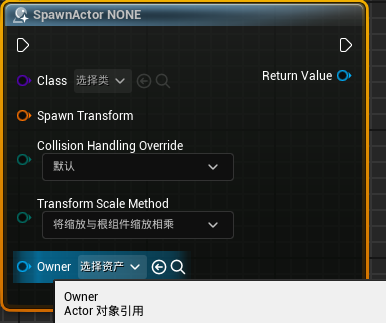 SpawnActor NONE
Class 选择类
Return Value
Spawn Transform
Collision Handling Override
默认
Transform Scale Method
将缩放与根组件缩放相乘
Owner 选择资产
Owner
Actor 对象引用